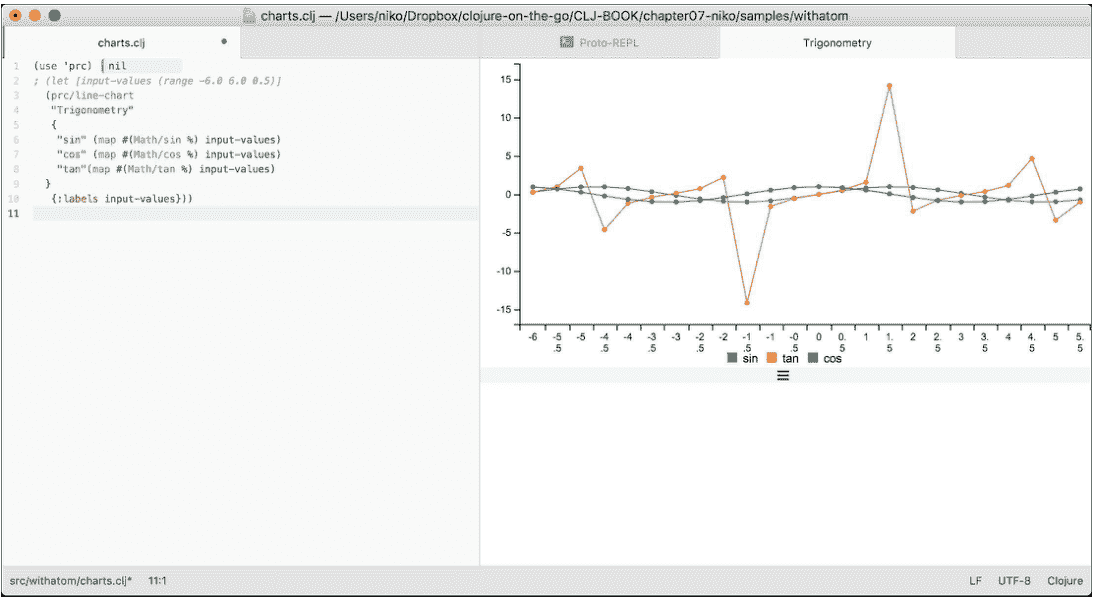 charts.clj — /Users/niko/Dropbox/clojure-on-the-go/CLJ-BOOK/chapter07-niko/samples/withatom
charts.clj
Proto-REPL
Trigonometry
1 (use 'prc) nil
2 ; (let [input-values (range -6.0 6.0 0.5)]
3 (prc/line-chart
4 "Trigonometry"
5 {
6 "sin" (map #(Math/sin %) input-values)
7 "cos" (map #(Math/cos %) input-values)
8 "tan"(map #(Math/tan %) input-values)
9 }
10 {:labels input-values}))
11
15
10
5
0
-5
-10
-15
-6 -5.5 -5 -4.5 -4 -3.5 -3 -2.5 -2 -1.5 -1 -0.5 0 0.5 1 1.5 2 2.5 3 3.5 4 4.5 5 5.5
sin tan cos
src/withatom/charts.clj* 11:1
LF UTF-8 Clojure